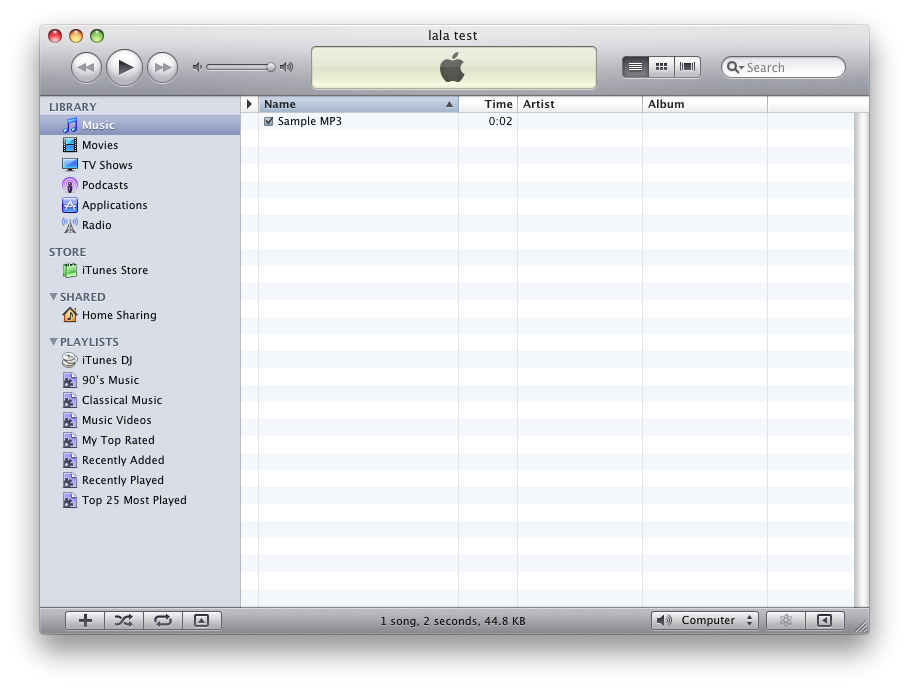 lala test
Search
LIBRARY
Music
Movies
TV Shows
Podcasts
Applications
Radio
STORE
iTunes Store
SHARED
Home Sharing
PLAYLISTS
iTunes DJ
90's Music
Classical Music
Music Videos
My Top Rated
Recently Added
Recently Played
Top 25 Most Played
Name Time Artist Album
Sample MP3 0:02
1 song, 2 seconds, 44.8 KB
Computer